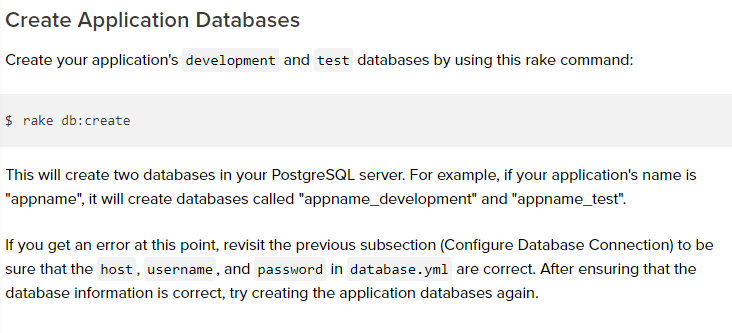 Create Application Databases
Create your application's development and test databases by using this rake command:
$ rake db:create
This will create two databases in your PostgreSQL server. For example, if your application's name is
"appname", it will create databases called "appname_development" and "appname_test".
If you get an error at this point, revisit the previous subsection (Configure Database Connection) to be
sure that the host, username, and password in database.yml are correct. After ensuring that the
database information is correct, try creating the application databases again.